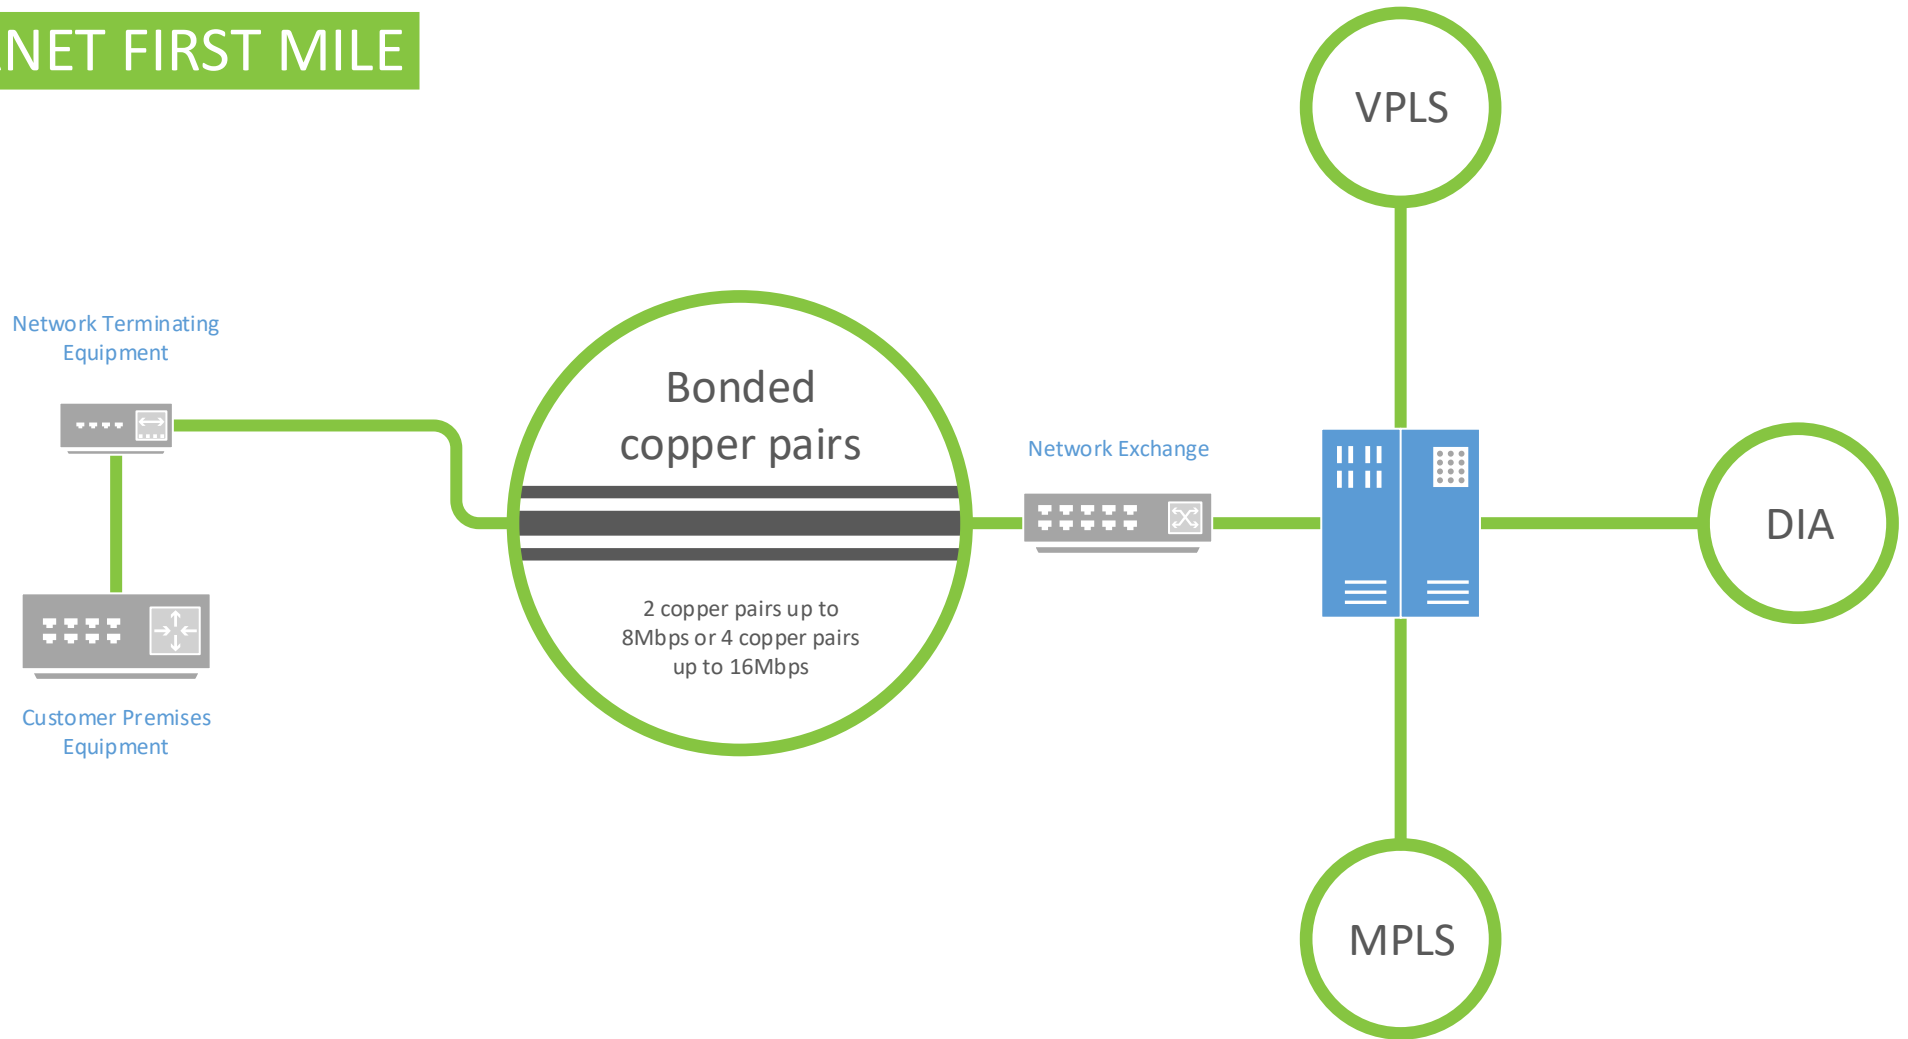 NET FIRST MILE
VPLS
Network Terminating
Equipment
Bonded
copper pairs
Network Exchange
DIA
2 copper pairs up to
8Mbps or 4 copper pairs
up to 16Mbps
Customer Premises
Equipment
MPLS